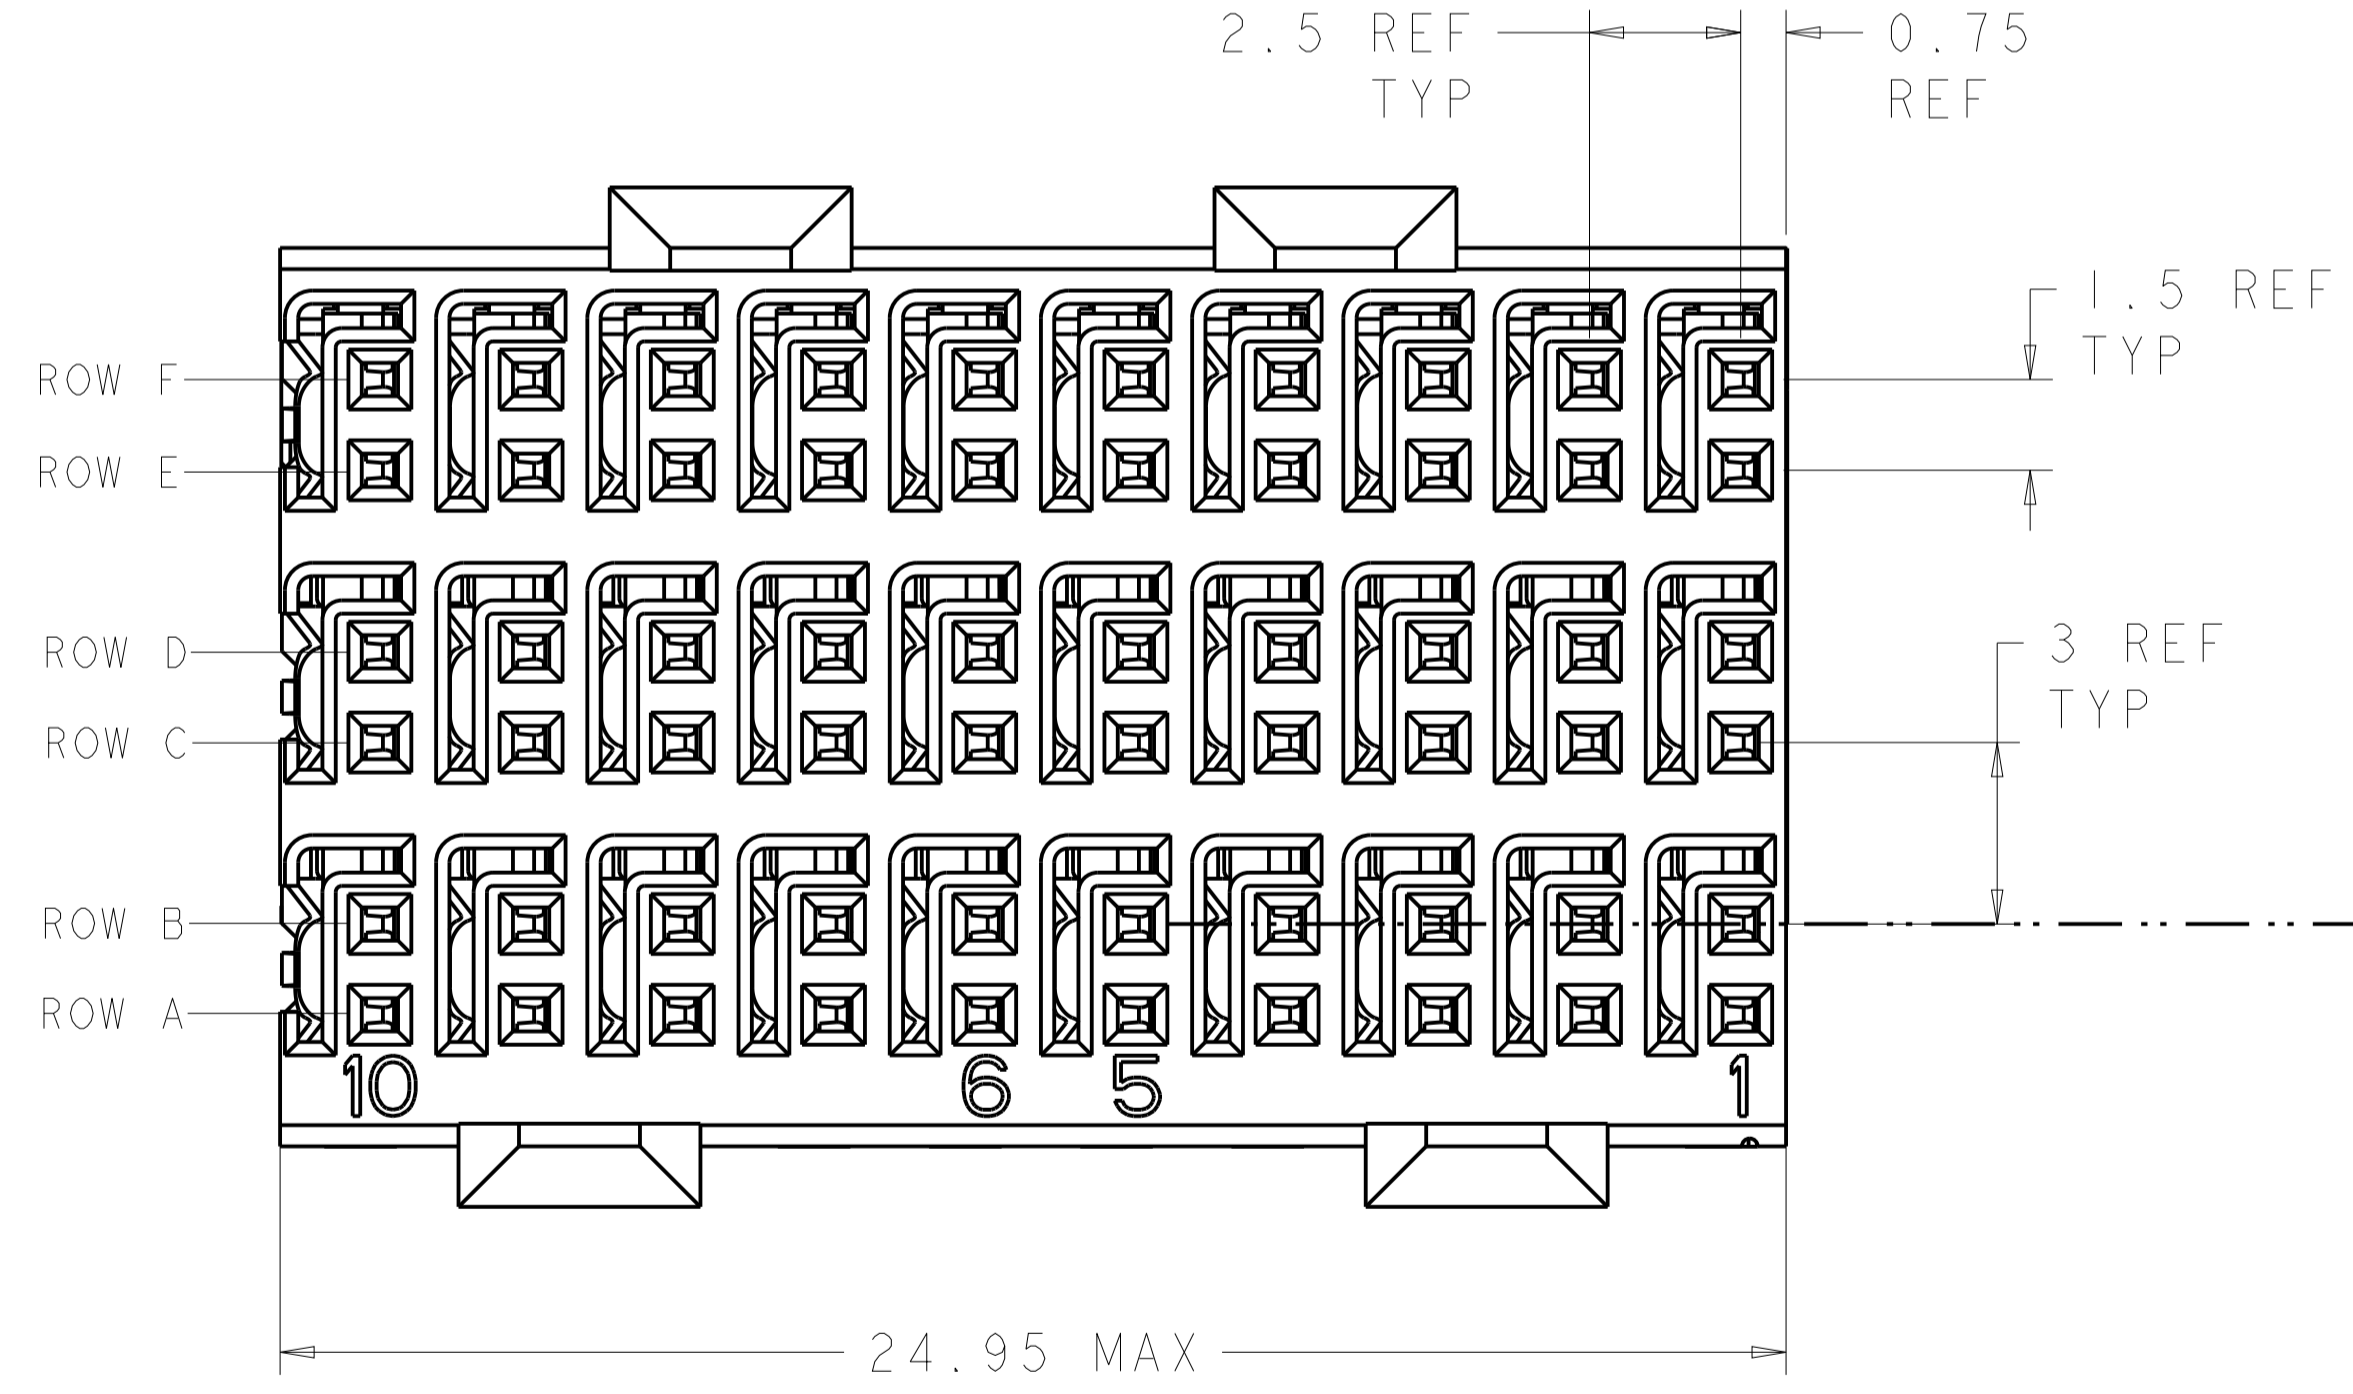 2.5 REF
TYP
0.75
REF
1.5 REF
TYP
ROW F
ROW E
ROW D
3 REF
TYP
ROW C
ROW B
ROW A
10 6 5 1
24.95 MAX